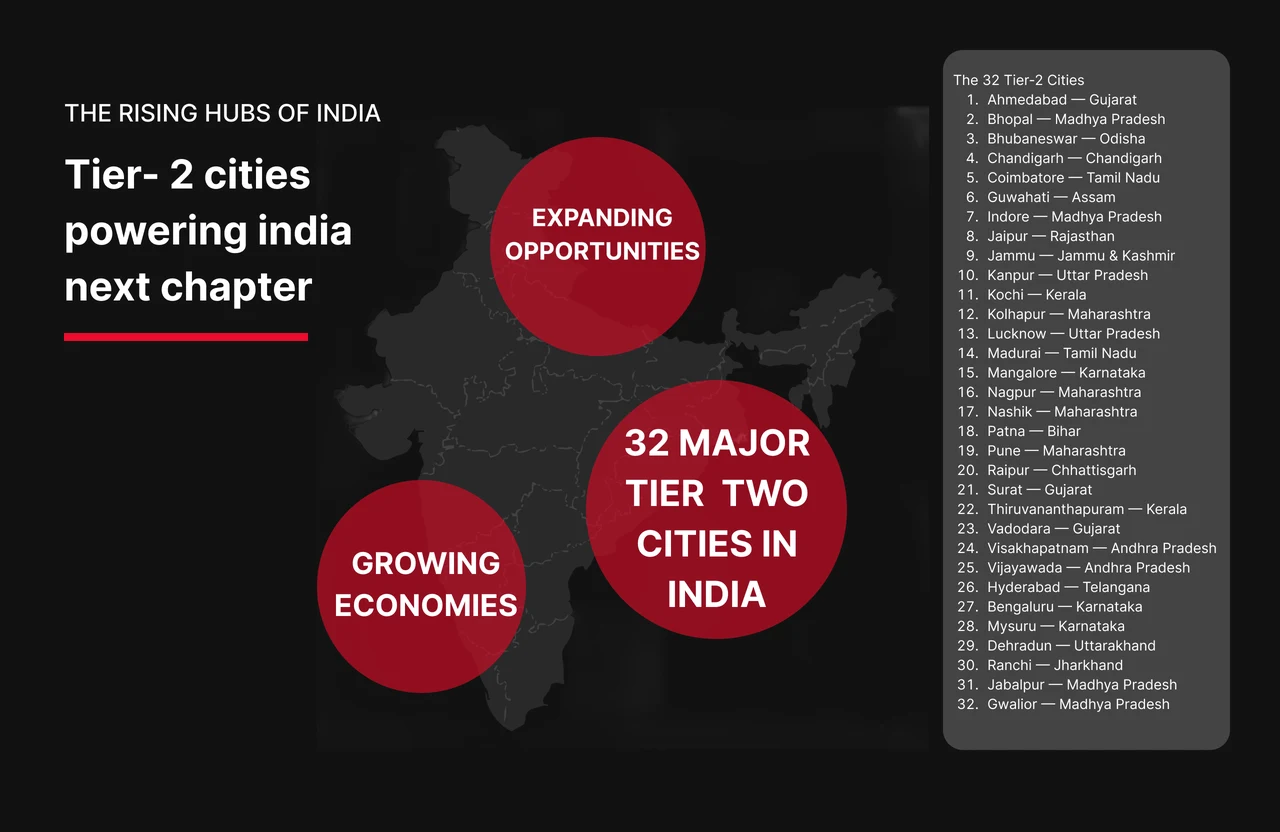 THE RISING HUBS OF INDIA
Tier- 2 cities
powering india
next chapter
EXPANDING
OPPORTUNITIES
32 MAJOR
TIER  TWO
CITIES IN
INDIA
GROWING
ECONOMIES
The 32 Tier-2 Cities
1. Ahmedabad — Gujarat
2. Bhopal — Madhya Pradesh
3. Bhubaneswar — Odisha
4. Chandigarh — Chandigarh
5. Coimbatore — Tamil Nadu
6. Guwahati — Assam
7. Indore — Madhya Pradesh
8. Jaipur — Rajasthan
9. Jammu — Jammu & Kashmir
10. Kanpur — Uttar Pradesh
11. Kochi — Kerala
12. Kolhapur — Maharashtra
13. Lucknow — Uttar Pradesh
14. Madurai — Tamil Nadu
15. Mangalore — Karnataka
16. Nagpur — Maharashtra
17. Nashik — Maharashtra
18. Patna — Bihar
19. Pune — Maharashtra
20. Raipur — Chhattisgarh
21. Surat — Gujarat
22. Thiruvananthapuram — Kerala
23. Vadodara — Gujarat
24. Visakhapatnam — Andhra Pradesh
25. Vijayawada — Andhra Pradesh
26. Hyderabad — Telangana
27. Bengaluru — Karnataka
28. Mysuru — Karnataka
29. Dehradun — Uttarakhand
30. Ranchi — Jharkhand
31. Jabalpur — Madhya Pradesh
32. Gwalior — Madhya Pradesh